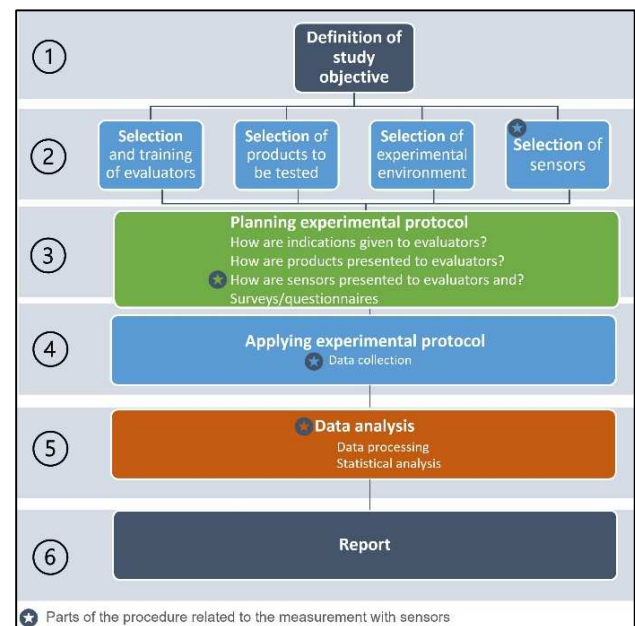 1
Definition of
study
objective
2
Selection
and training
of evaluators
Selection of
products to
be tested
Selection of
experimental
environment
Selection of
sensors
3
Planning experimental protocol
How are indications given to evaluators?
How are products presented to evaluators?
How are sensors presented to evaluators and?
Surveys/questionnaires
4
Applying experimental protocol
Data collection
5
Data analysis
Data processing
Statistical analysis
6
Report
Parts of the procedure related to the measurement with sensors